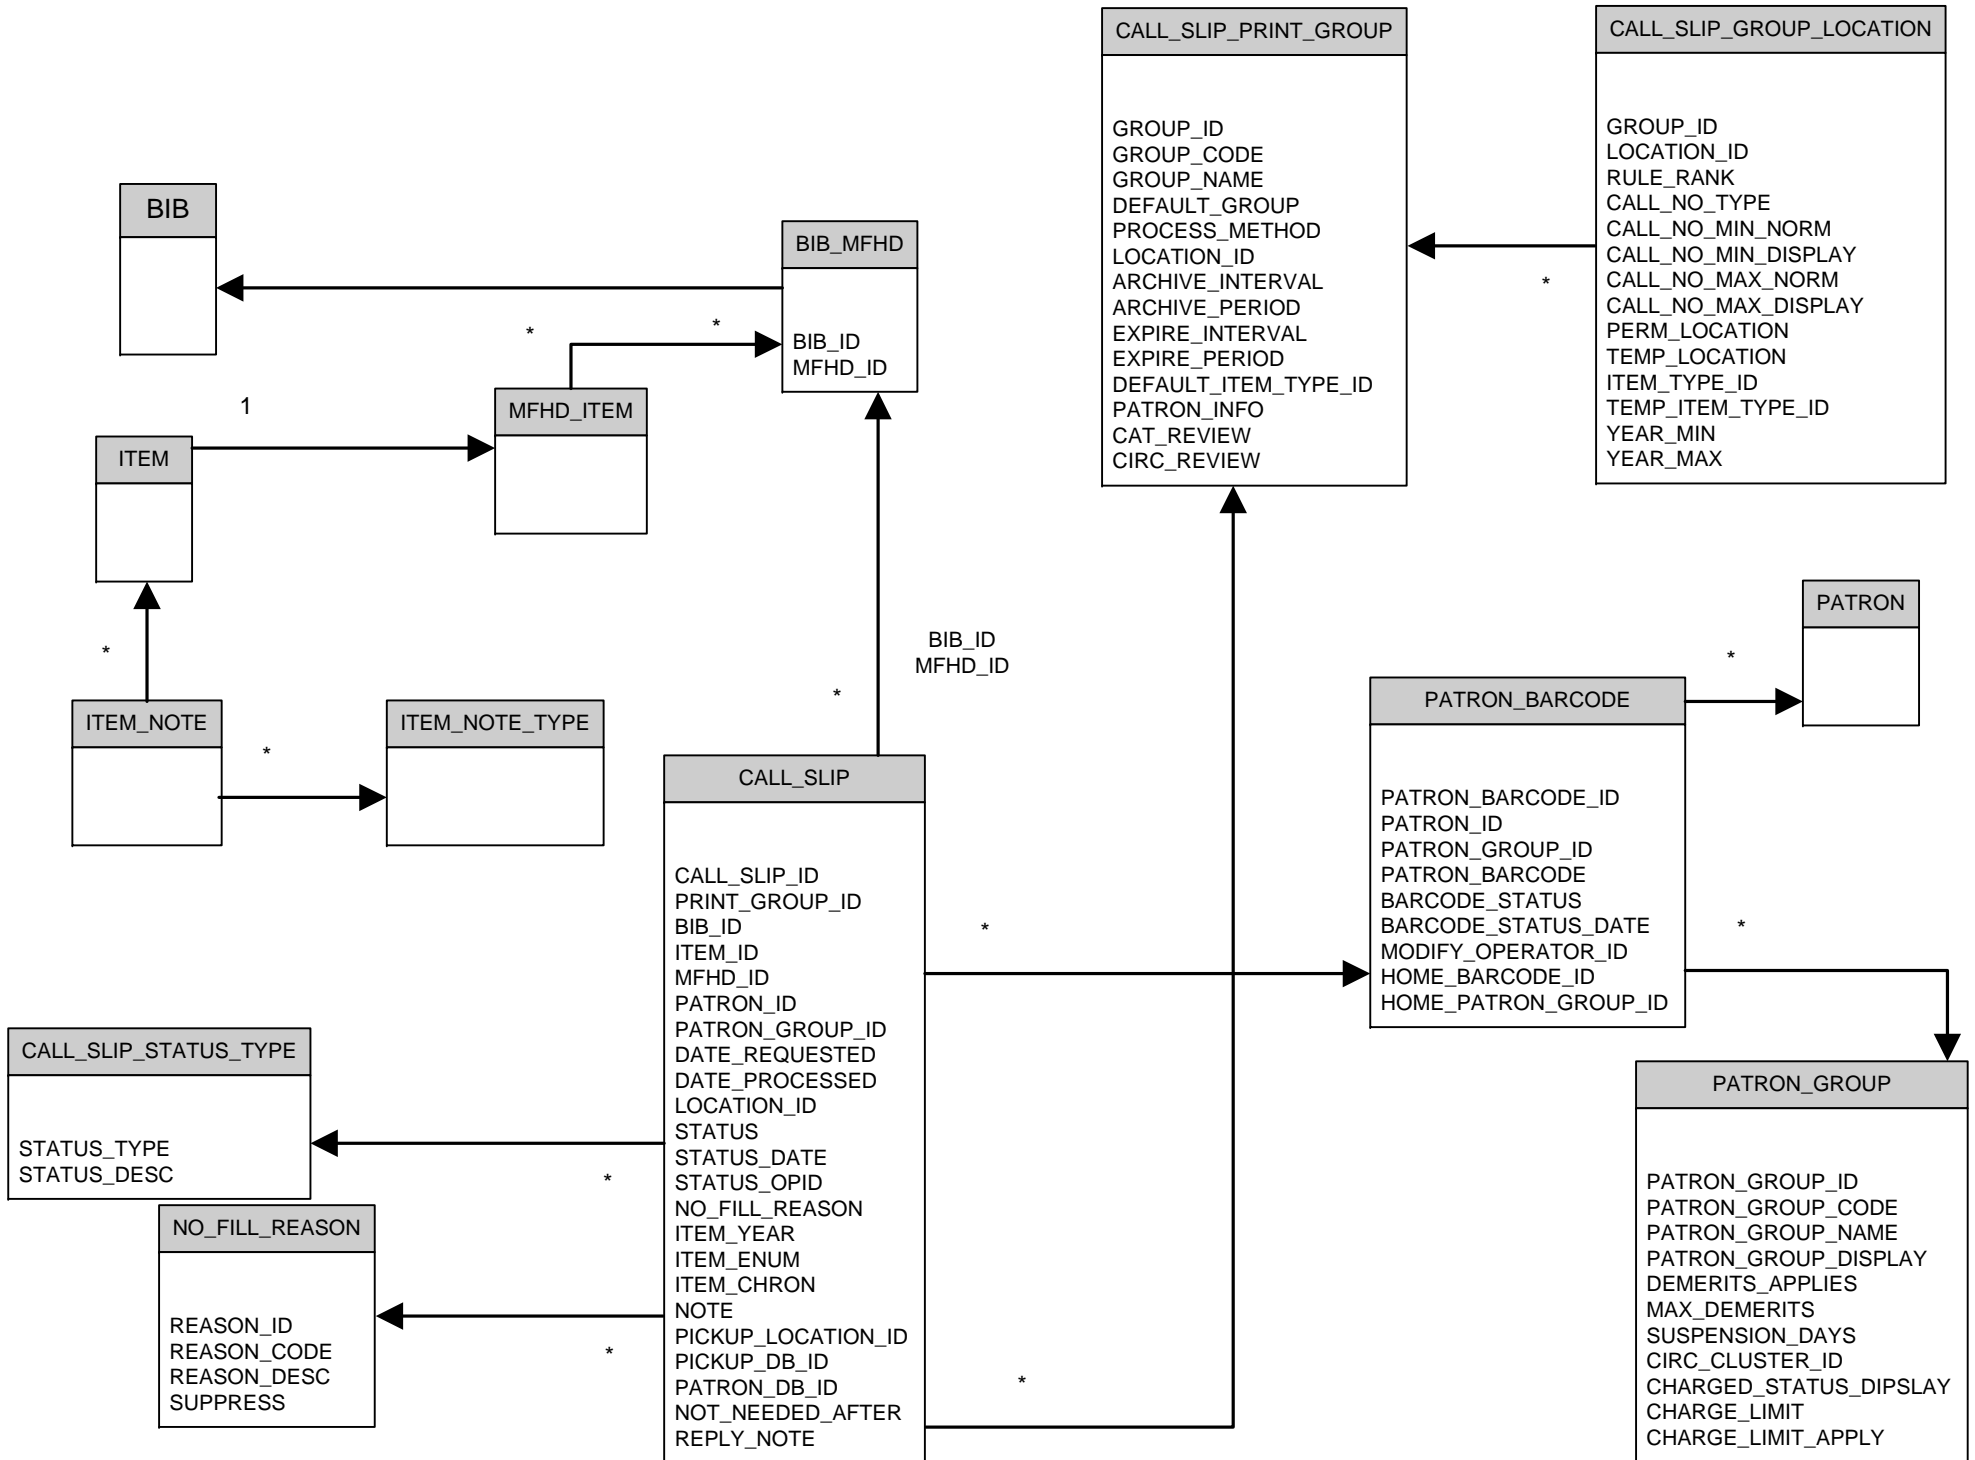 CALL_SLIP_PRINT_GROUP
GROUP_ID
GROUP_CODE
GROUP_NAME
DEFAULT_GROUP
PROCESS_METHOD
LOCATION_ID
ARCHIVE_INTERVAL
ARCHIVE_PERIOD
EXPIRE_INTERVAL
EXPIRE_PERIOD
DEFAULT_ITEM_TYPE_ID
PATRON_INFO
CAT_REVIEW
CIRC_REVIEW
CALL_SLIP_GROUP_LOCATION
GROUP_ID
LOCATION_ID
RULE_RANK
CALL_NO_TYPE
CALL_NO_MIN_NORM
CALL_NO_MIN_DISPLAY
CALL_NO_MAX_NORM
CALL_NO_MAX_DISPLAY
PERM_LOCATION
TEMP_LOCATION
ITEM_TYPE_ID
TEMP_ITEM_TYPE_ID
YEAR_MIN
YEAR_MAX
*
BIB
BIB_MFHD
BIB_ID
MFHD_ID
*
*
MFHD_ITEM
1
ITEM
*
ITEM_NOTE
*
ITEM_NOTE_TYPE
BIB_ID
MFHD_ID
*
CALL_SLIP
CALL_SLIP_ID
PRINT_GROUP_ID
BIB_ID
ITEM_ID
MFHD_ID
PATRON_ID
PATRON_GROUP_ID
DATE_REQUESTED
DATE_PROCESSED
LOCATION_ID
STATUS
STATUS_DATE
STATUS_OPID
NO_FILL_REASON
ITEM_YEAR
ITEM_ENUM
ITEM_CHRON
NOTE
PICKUP_LOCATION_ID
PICKUP_DB_ID
PATRON_DB_ID
NOT_NEEDED_AFTER
REPLY_NOTE
*
*
PATRON
*
PATRON_BARCODE
PATRON_BARCODE_ID
PATRON_ID
PATRON_GROUP_ID
PATRON_BARCODE
BARCODE_STATUS
BARCODE_STATUS_DATE
MODIFY_OPERATOR_ID
HOME_BARCODE_ID
HOME_PATRON_GROUP_ID
*
CALL_SLIP_STATUS_TYPE
STATUS_TYPE
STATUS_DESC
*
NO_FILL_REASON
REASON_ID
REASON_CODE
REASON_DESC
SUPPRESS
*
PATRON_GROUP
PATRON_GROUP_ID
PATRON_GROUP_CODE
PATRON_GROUP_NAME
PATRON_GROUP_DISPLAY
DEMERITS_APPLIES
MAX_DEMERITS
SUSPENSION_DAYS
CIRC_CLUSTER_ID
CHARGED_STATUS_DIPSLAY
CHARGE_LIMIT
CHARGE_LIMIT_APPLY